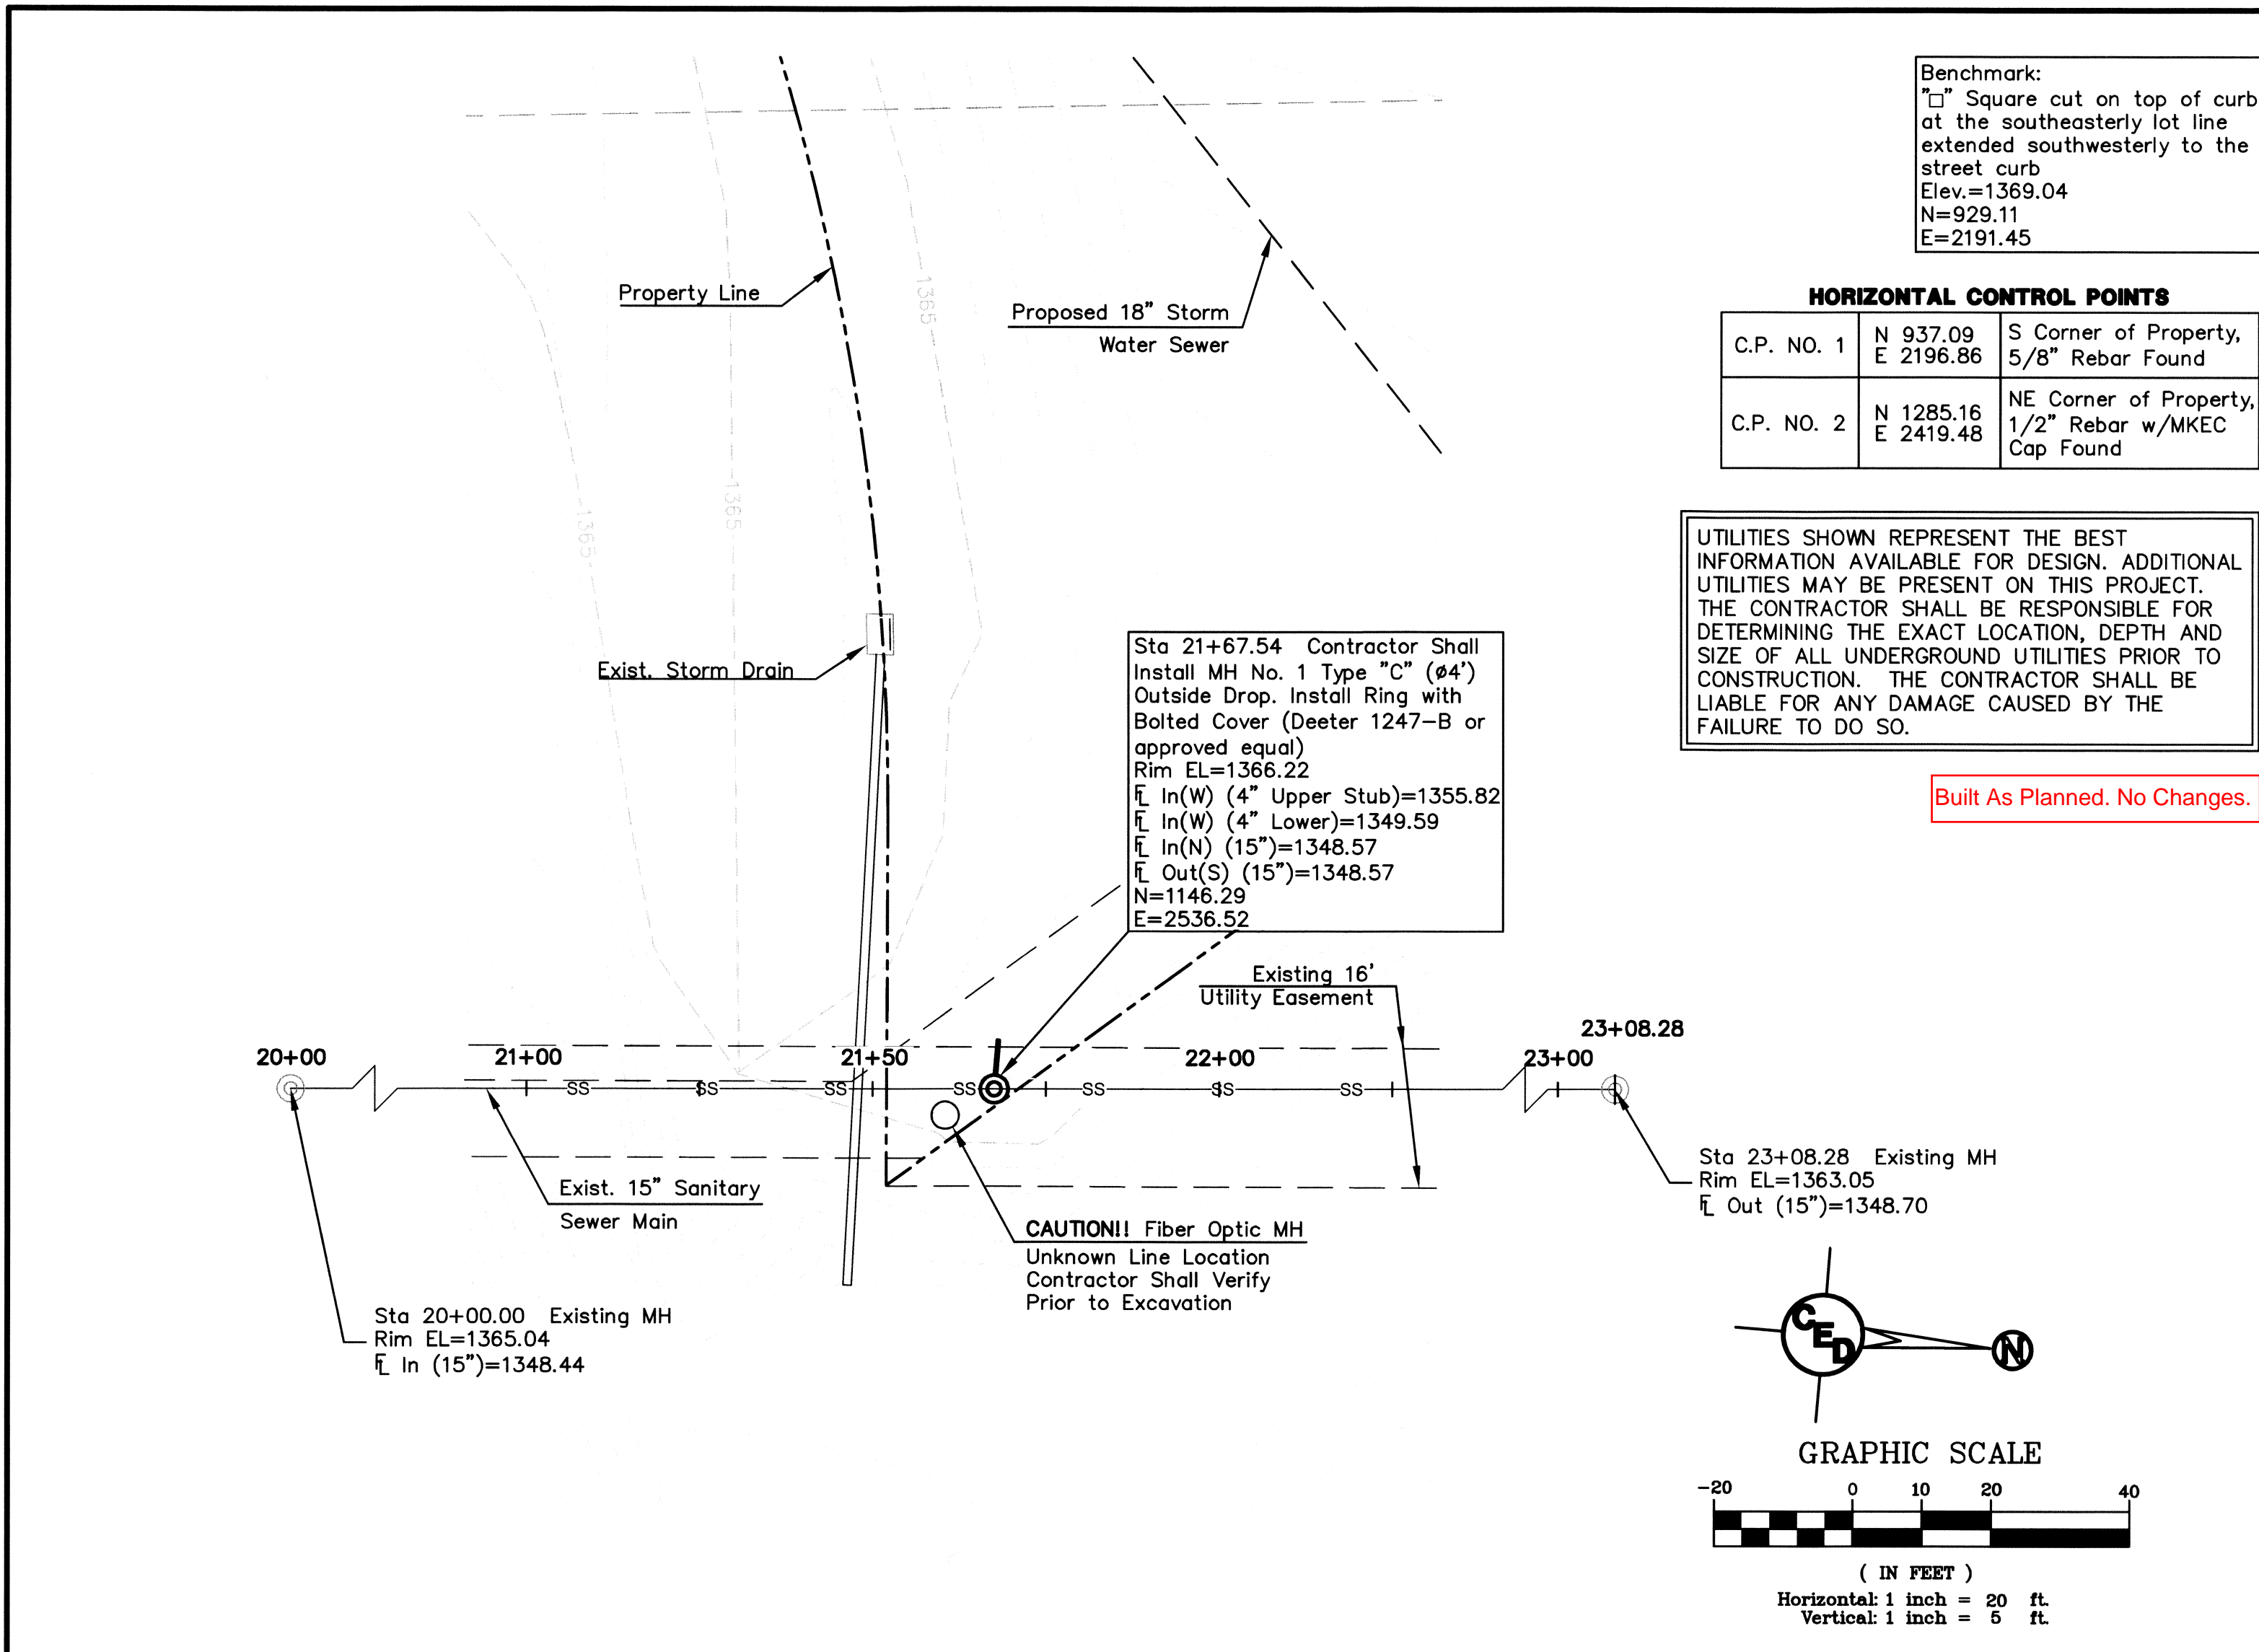 Benchmark:
"□" Square cut on top of curb
at the southeasterly lot line
extended southwesterly to the
street curb
Elev.=1369.04
N=929.11
E=2191.45
HORIZONTAL CONTROL POINTS
C.P. NO. 1
N 937.09
E 2196.86
S Corner of Property,
5/8" Rebar Found
C.P. NO. 2
N 1285.16
E 2419.48
NE Corner of Property,
1/2" Rebar w/MKEC
Cap Found
UTILITIES SHOWN REPRESENT THE BEST
INFORMATION AVAILABLE FOR DESIGN. ADDITIONAL
UTILITIES MAY BE PRESENT ON THIS PROJECT.
THE CONTRACTOR SHALL BE RESPONSIBLE FOR
DETERMINING THE EXACT LOCATION, DEPTH AND
SIZE OF ALL UNDERGROUND UTILITIES PRIOR TO
CONSTRUCTION. THE CONTRACTOR SHALL BE
LIABLE FOR ANY DAMAGE CAUSED BY THE
FAILURE TO DO SO.
Built As Planned. No Changes.
Property Line
Proposed 18" Storm
Water Sewer
1365
1365
1365
Exist. Storm Drain
Sta 21+67.54 Contractor Shall
Install MH No. 1 Type "C" (ø4')
Outside Drop. Install Ring with
Bolted Cover (Deeter 1247-B or
approved equal)
Rim EL=1366.22
FL In(W) (4" Upper Stub)=1355.82
FL In(W) (4" Lower)=1349.59
FL In(N) (15")=1348.57
FL Out(S) (15")=1348.57
N=1146.29
E=2536.52
Existing 16'
Utility Easement
20+00
21+00
21+50
22+00
23+00
23+08.28
SS SS SS SS SS SS SS
Exist. 15" Sanitary
Sewer Main
CAUTION!! Fiber Optic MH
Unknown Line Location
Contractor Shall Verify
Prior to Excavation
Sta 20+00.00 Existing MH
Rim EL=1365.04
FL In (15")=1348.44
Sta 23+08.28 Existing MH
Rim EL=1363.05
FL Out (15")=1348.70
CED
N
GRAPHIC SCALE
-20 0 10 20 40
( IN FEET )
Horizontal: 1 inch = 20 ft.
Vertical: 1 inch = 5 ft.